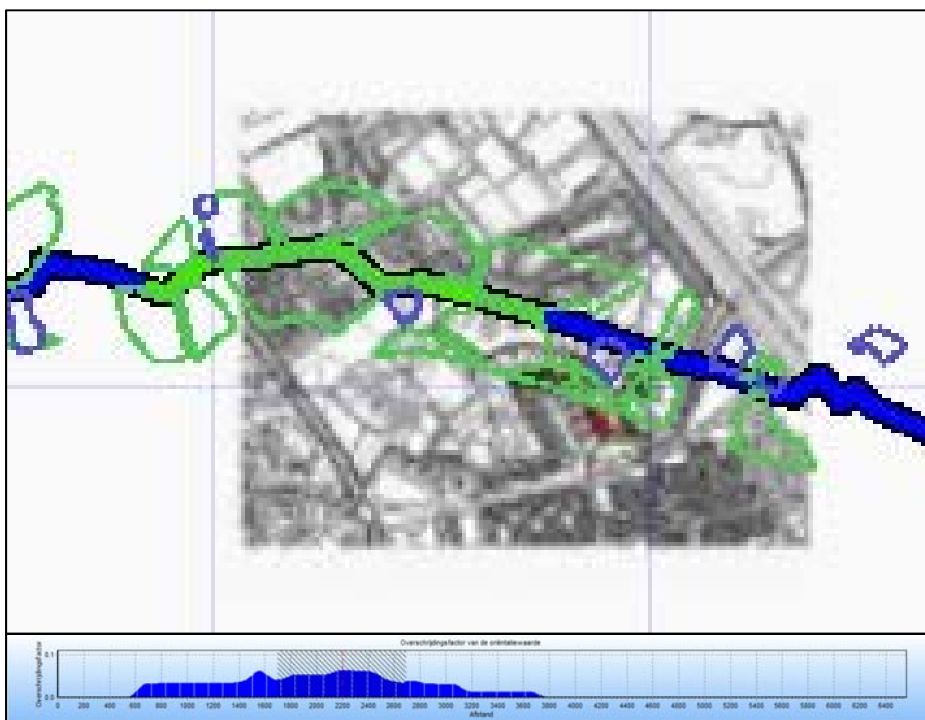 Overschrijdingsfactor van de oriëntatiewaarde
Overschrijdingsfactor
0.1
0.0
0 200 400 600 800 1000 1200 1400 1600 1800 2000 2200 2400 2600 2800 3000 3200 3400 3600 3800 4000 4200 4400 4600 4800 5000 5200 5400 5600 5800 6000 6200 6400
Afstand